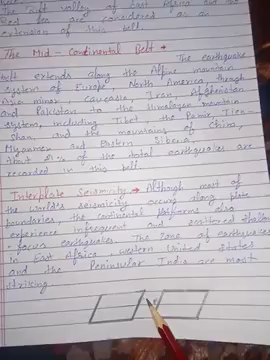 The rift valley of East Africa and
Red Sea are considered as an
extension of this belt.
The Mid-Continental Belt - The earthquake
belt extends along the Alpine mountain
system of Europe, North America, through
Asia minor, Caucasia, Iran, Afghanistan
and Pakistan to the Himalayan mountain
system, including Tibet, the Pamir, Tien
Shan and the mountains of China,
Myanmer and Eastern Siberia,
About 21% of the total earthquakes are
recorded in this belt
Interplate Seismicity - Although most of
the world's seismicity occurs along plate
boundaries, the continental platforms also
experience infrequent and scattered shallow
-focus earthquakes. The zone of earthquakes
in East Africa, western United States
and the Peninsular India are most
striking